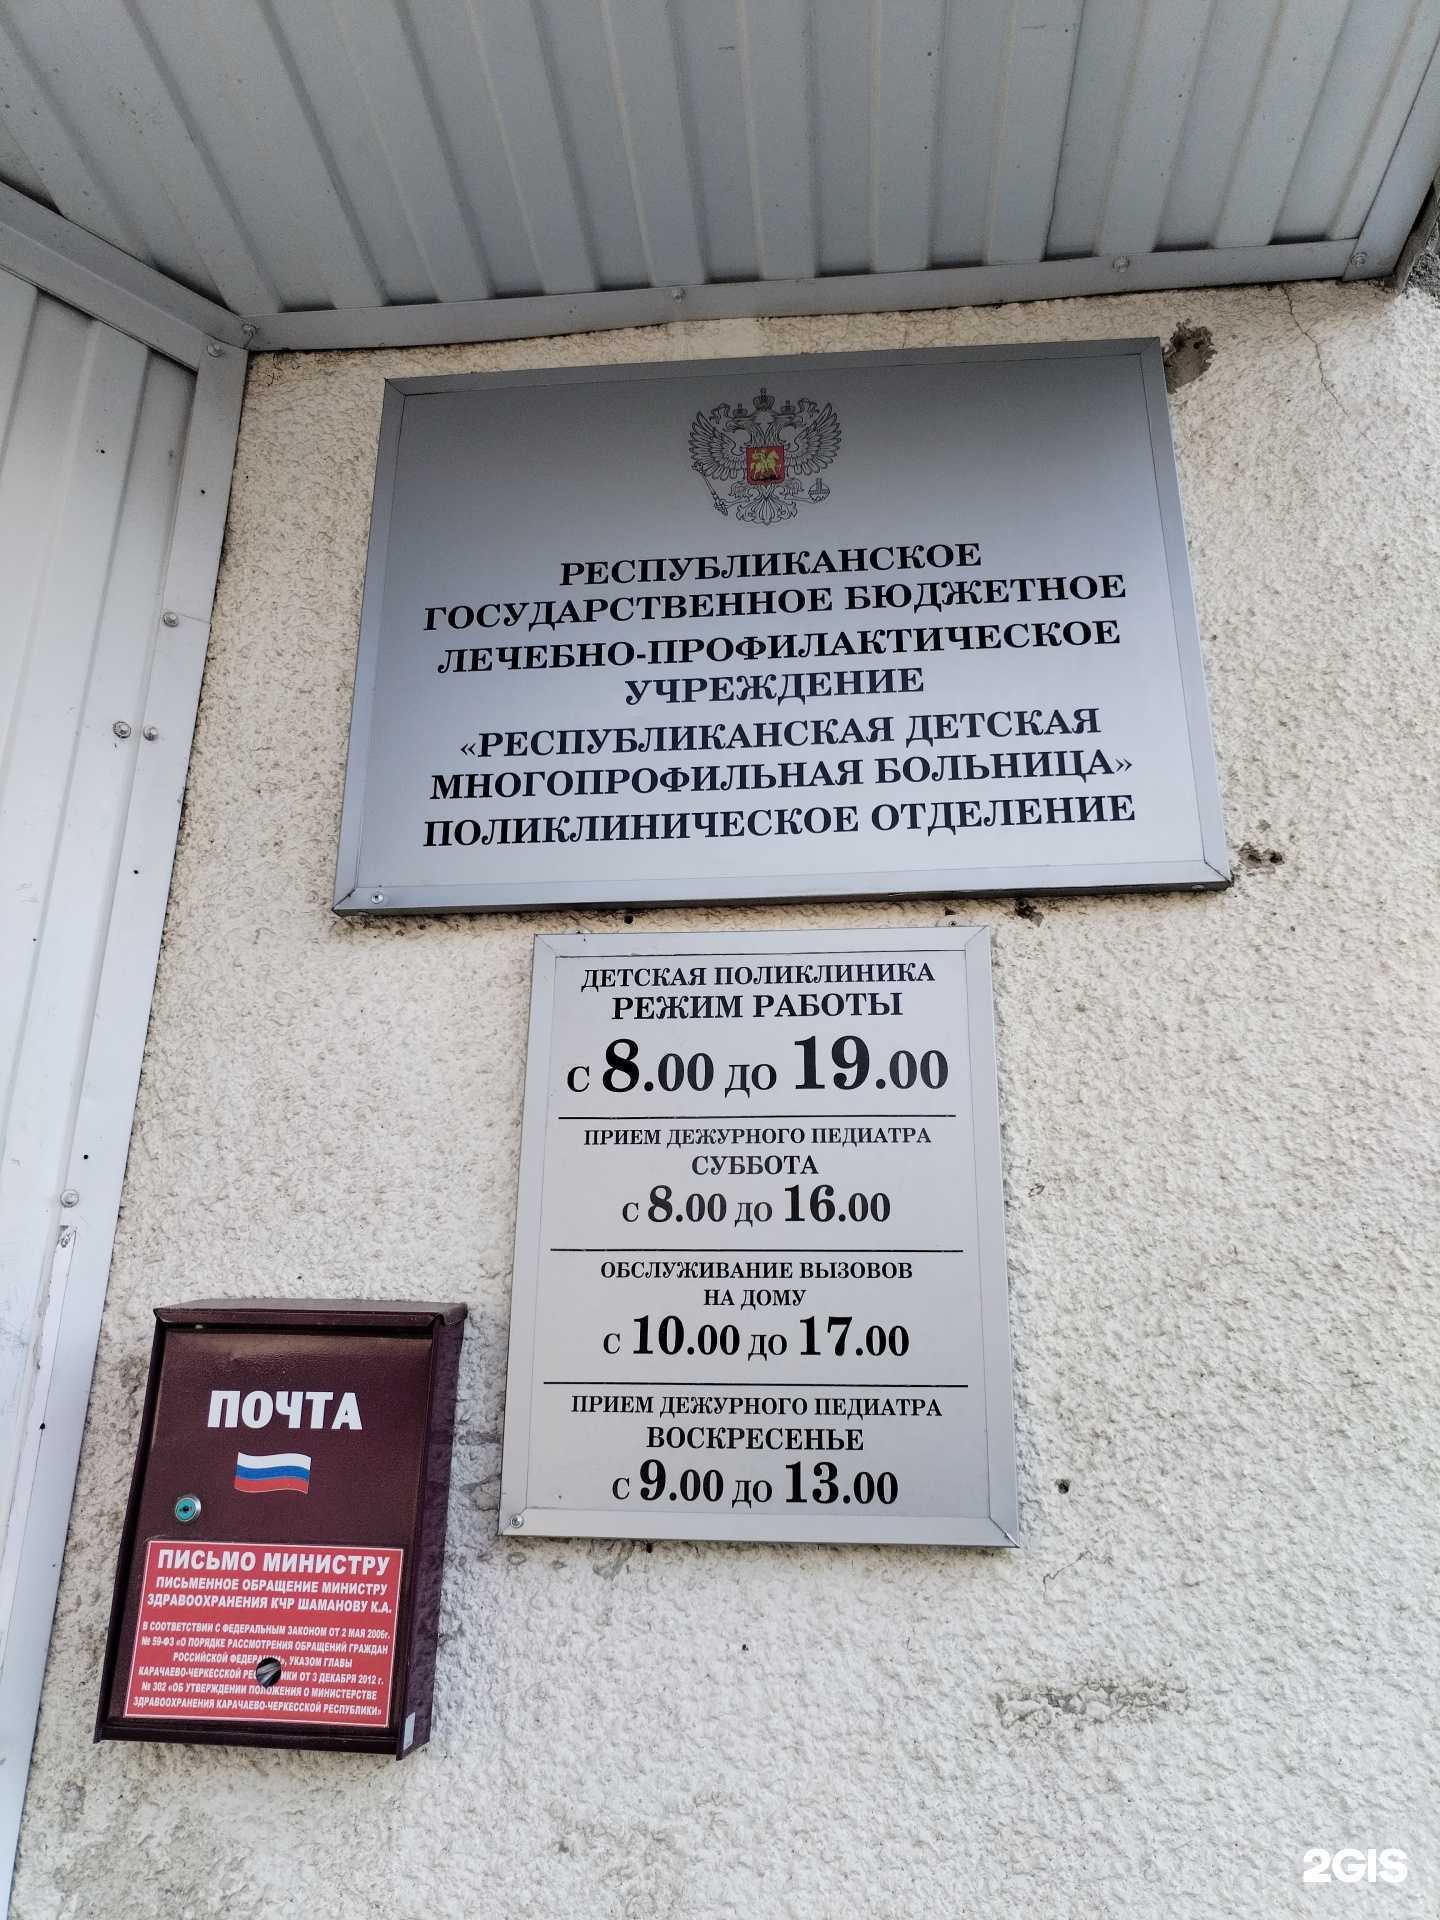 РЕСПУБЛИКАНСКОЕ
ГОСУДАРСТВЕННОЕ БЮДЖЕТНОЕ
ЛЕЧЕБНО-ПРОФИЛАКТИЧЕСКОЕ
УЧРЕЖДЕНИЕ
«РЕСПУБЛИКАНСКАЯ ДЕТСКАЯ
МНОГОПРОФИЛЬНАЯ БОЛЬНИЦА»
ПОЛИКЛИНИЧЕСКОЕ ОТДЕЛЕНИЕ
ДЕТСКАЯ ПОЛИКЛИНИКА
РЕЖИМ РАБОТЫ
С 8.00 ДО 19.00
ПРИЕМ ДЕЖУРНОГО ПЕДИАТРА
СУББОТА
С 8.00 ДО 16.00
ОБСЛУЖИВАНИЕ ВЫЗОВОВ
НА ДОМУ
С 10.00 ДО 17.00
ПРИЕМ ДЕЖУРНОГО ПЕДИАТРА
ВОСКРЕСЕНЬЕ
С 9.00 ДО 13.00
ПОЧТА
ПИСЬМО МИНИСТРУ
ПИСЬМЕННОЕ ОБРАЩЕНИЕ МИНИСТРУ
ЗДРАВООХРАНЕНИЯ КЧР ШАМАНОВУ К.А.
В СООТВЕТСТВИИ С ФЕДЕРАЛЬНЫМ ЗАКОНОМ ОТ 2 МАЯ 2006г.
№ 59-ФЗ «О ПОРЯДКЕ РАССМОТРЕНИЯ ОБРАЩЕНИЙ ГРАЖДАН
РОССИЙСКОЙ ФЕДЕРАЦИИ», УКАЗОМ ГЛАВЫ
КАРАЧАЕВО-ЧЕРКЕССКОЙ РЕСПУБЛИКИ ОТ 3 ДЕКАБРЯ 2012 г.
№ 302 «ОБ УТВЕРЖДЕНИИ ПОЛОЖЕНИЯ О МИНИСТЕРСТВЕ
ЗДРАВООХРАНЕНИЯ КАРАЧАЕВО-ЧЕРКЕССКОЙ РЕСПУБЛИКИ»
2GIS